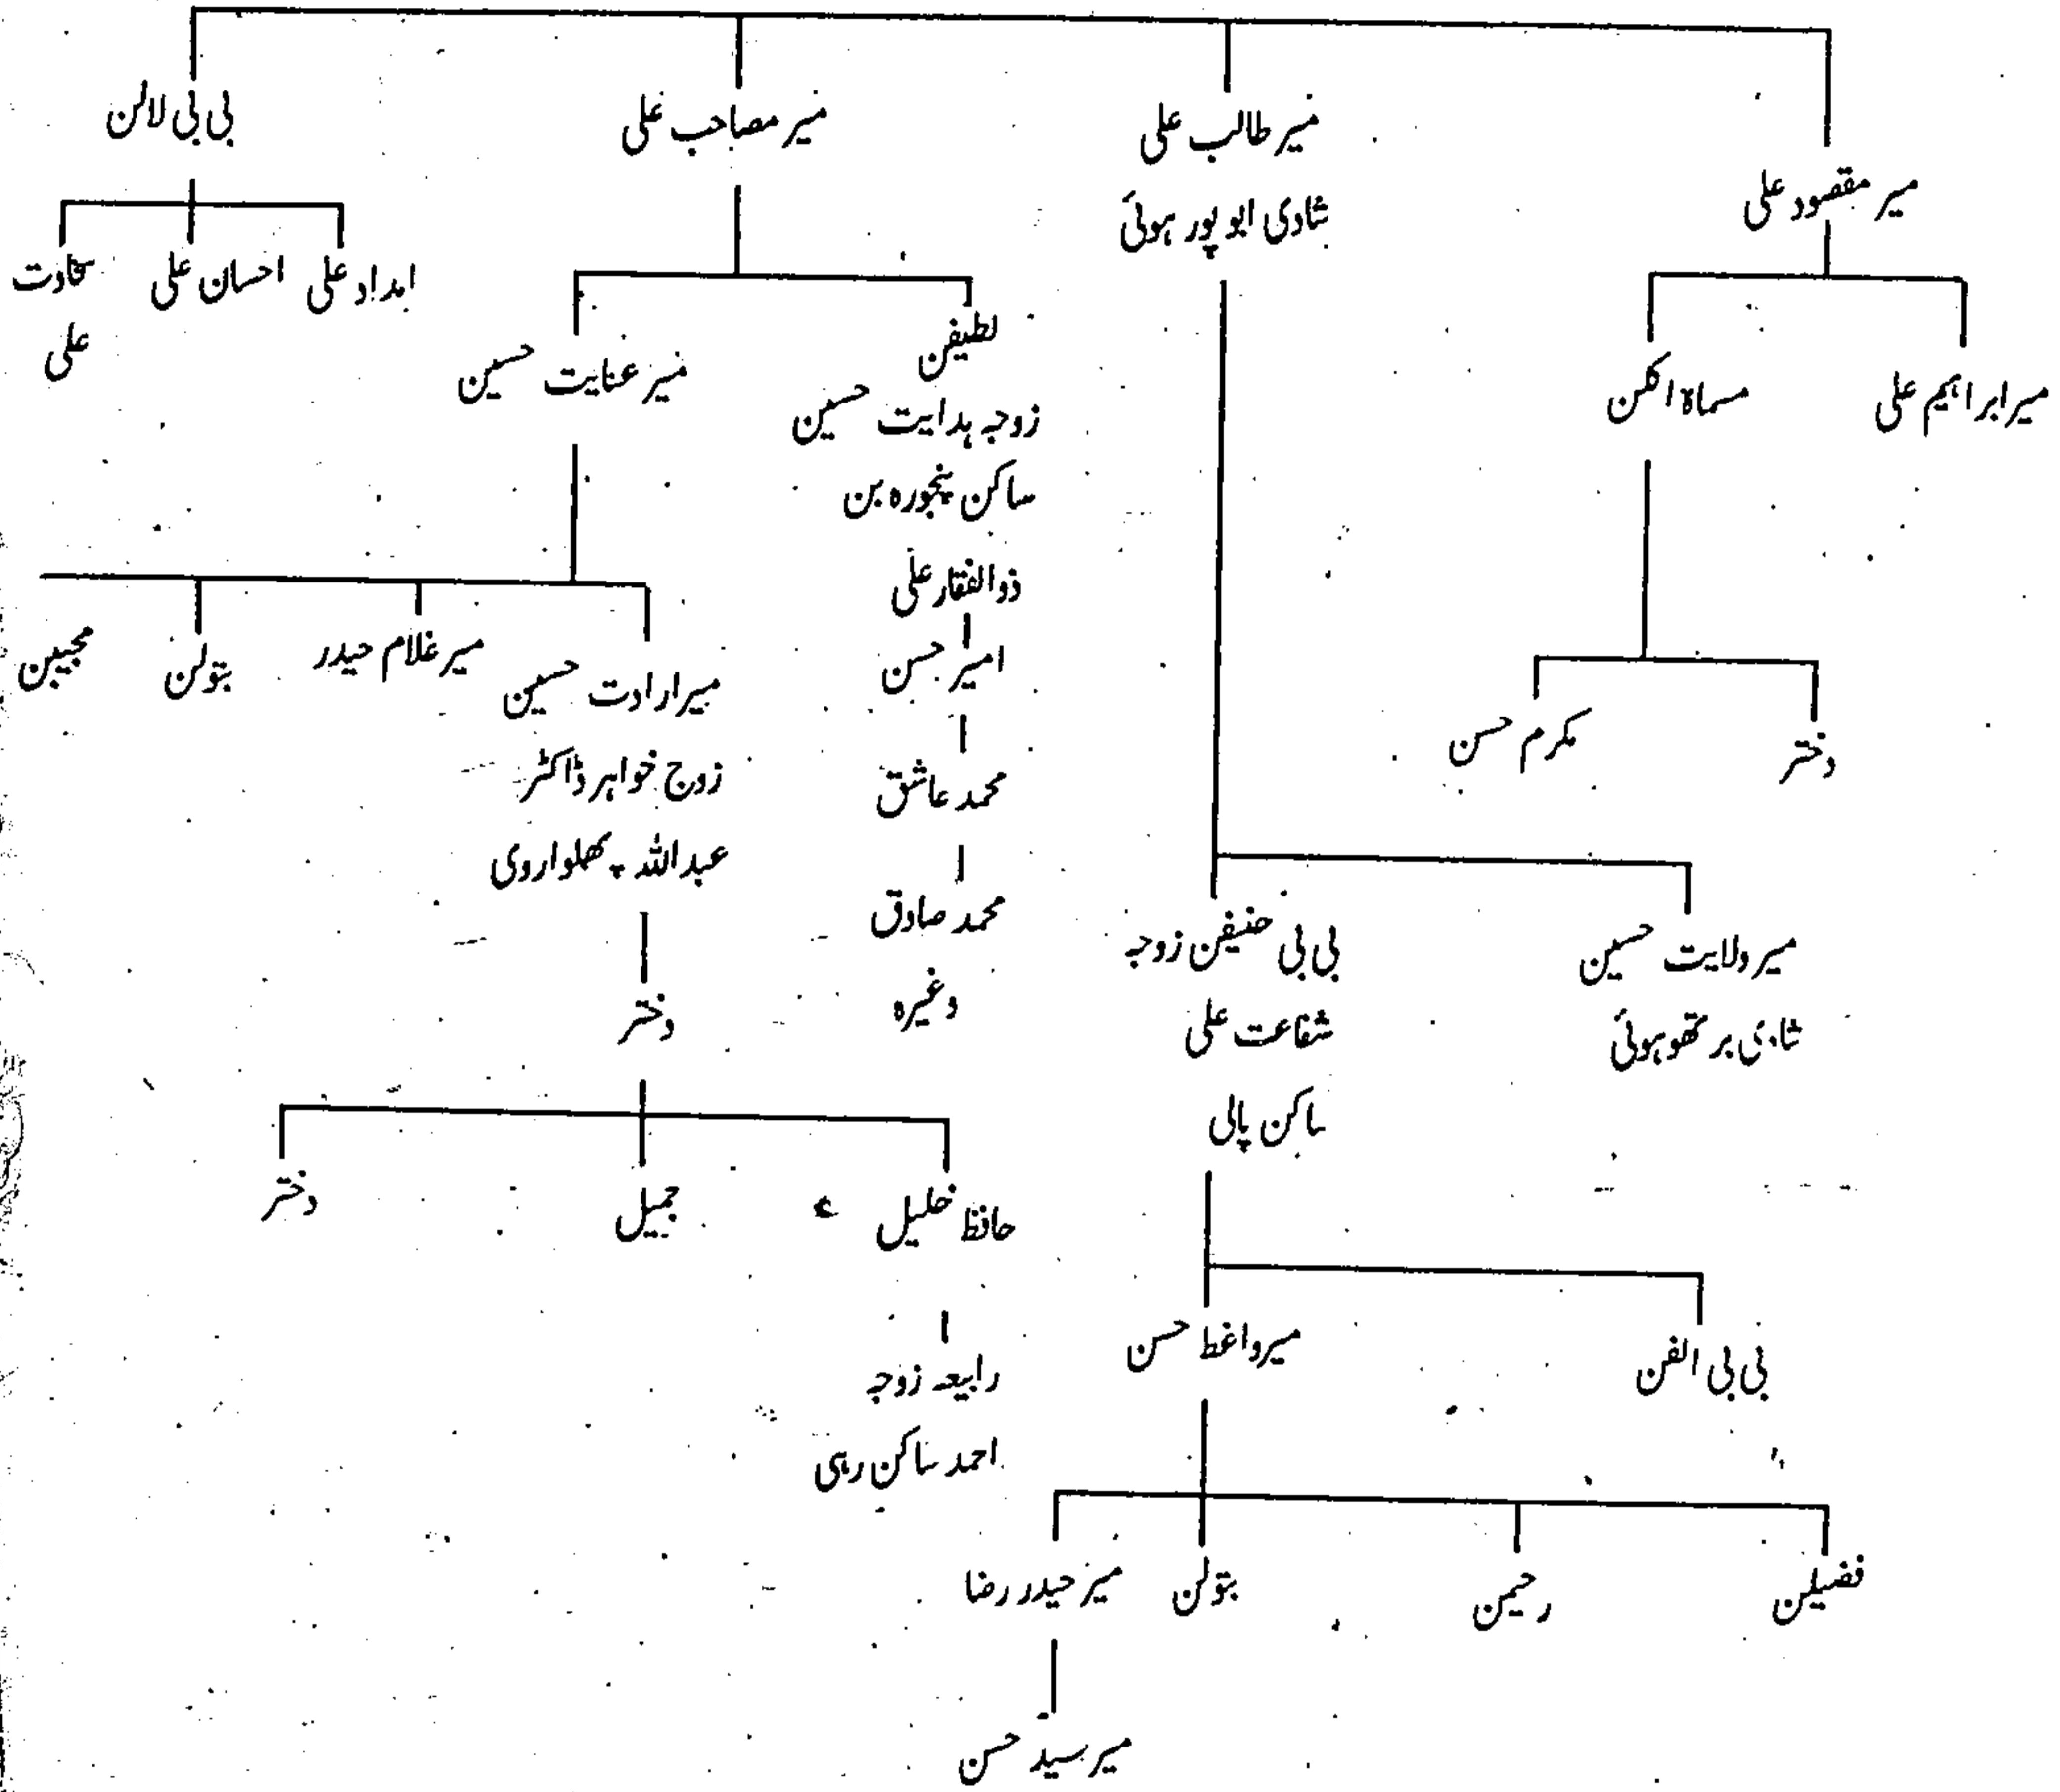 میر مقصود علی
میر ابراہیم علی
مسماۃ اکلن
دختر
مکرم حسن
میر طالب علی
شادی ابو پور ہوئی
میر ولایت حسین
شادی برتھو ہوئی
بی بی حنیفن زوجہ
شفاعت علی
ساکن پالی
بی بی الفن
میر واعظ حسن
فضیلن
رحیمن
بتولن
میر حیدر رضا
میر سید حسن
میر مصاحب علی
لطیفن
زوجہ ہدایت حسین
ساکن پنجورہ بن
ذوالفقار علی
امیر حسن
محمد عاشق
محمد صادق
وغیرہ
میر عنایت حسین
میر ارادت حسین
زوج خواہر ڈاکٹر
عبداللہ پھلواروی
دختر
حافظ خلیل
رابیعہ زوجہ
احمد ساکن رہی
جمیل
دختر
میر غلام حیدر
بتولن
مجیبن
بی بی لالن
امداد علی
احسان علی
سخاوت
علی